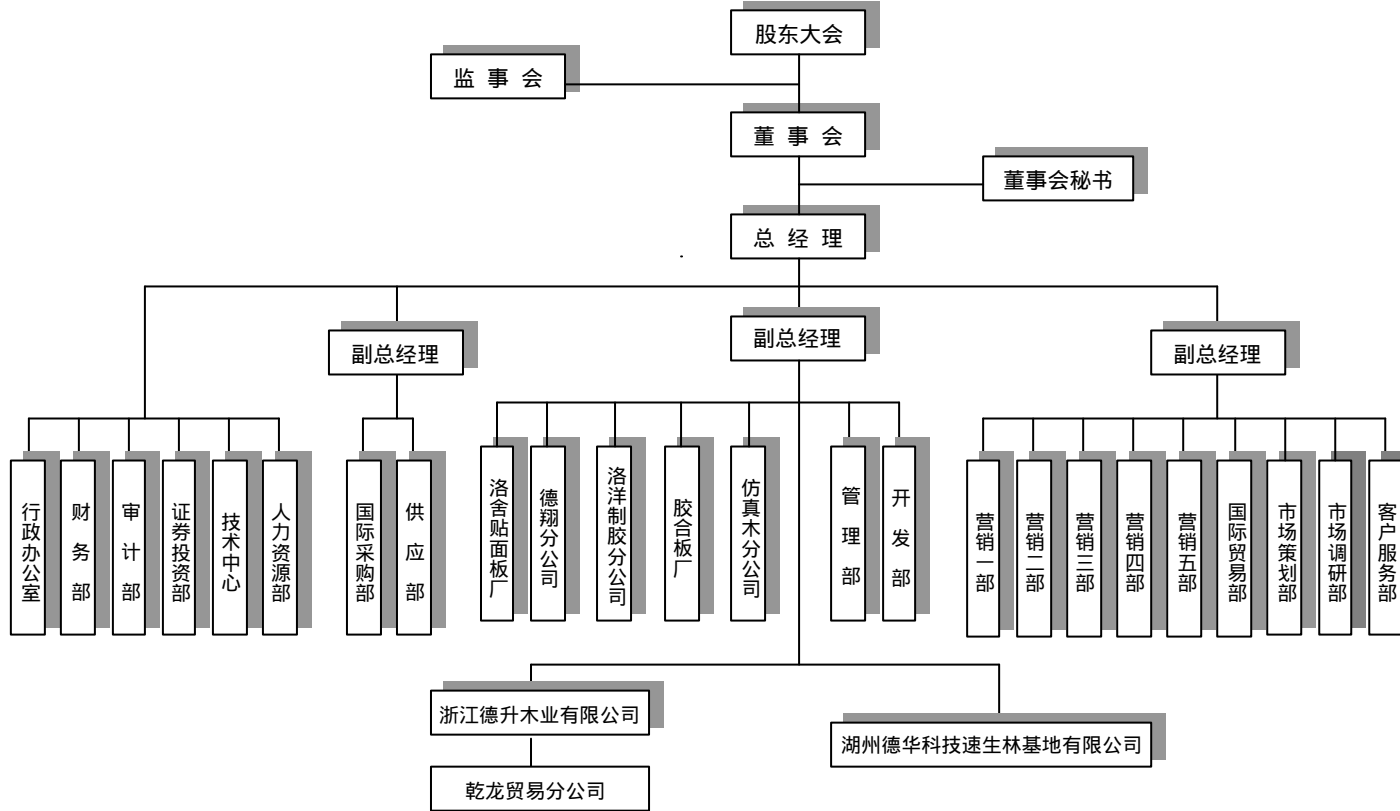 股东大会
监 事 会
董 事 会
董事会秘书
总 经 理
副总经理
副总经理
副总经理
行政办公室
财 务 部
审 计 部
证券投资部
技术中心
人力资源部
国际采购部
供 应 部
洛舍贴面板厂
德翔分公司
洛洋制胶分公司
胶合板厂
仿真木分公司
管 理 部
开 发 部
营销一部
营销二部
营销三部
营销四部
营销五部
国际贸易部
市场策划部
市场调研部
客户服务部
浙江德升木业有限公司
湖州德华科技速生林基地有限公司
乾龙贸易分公司